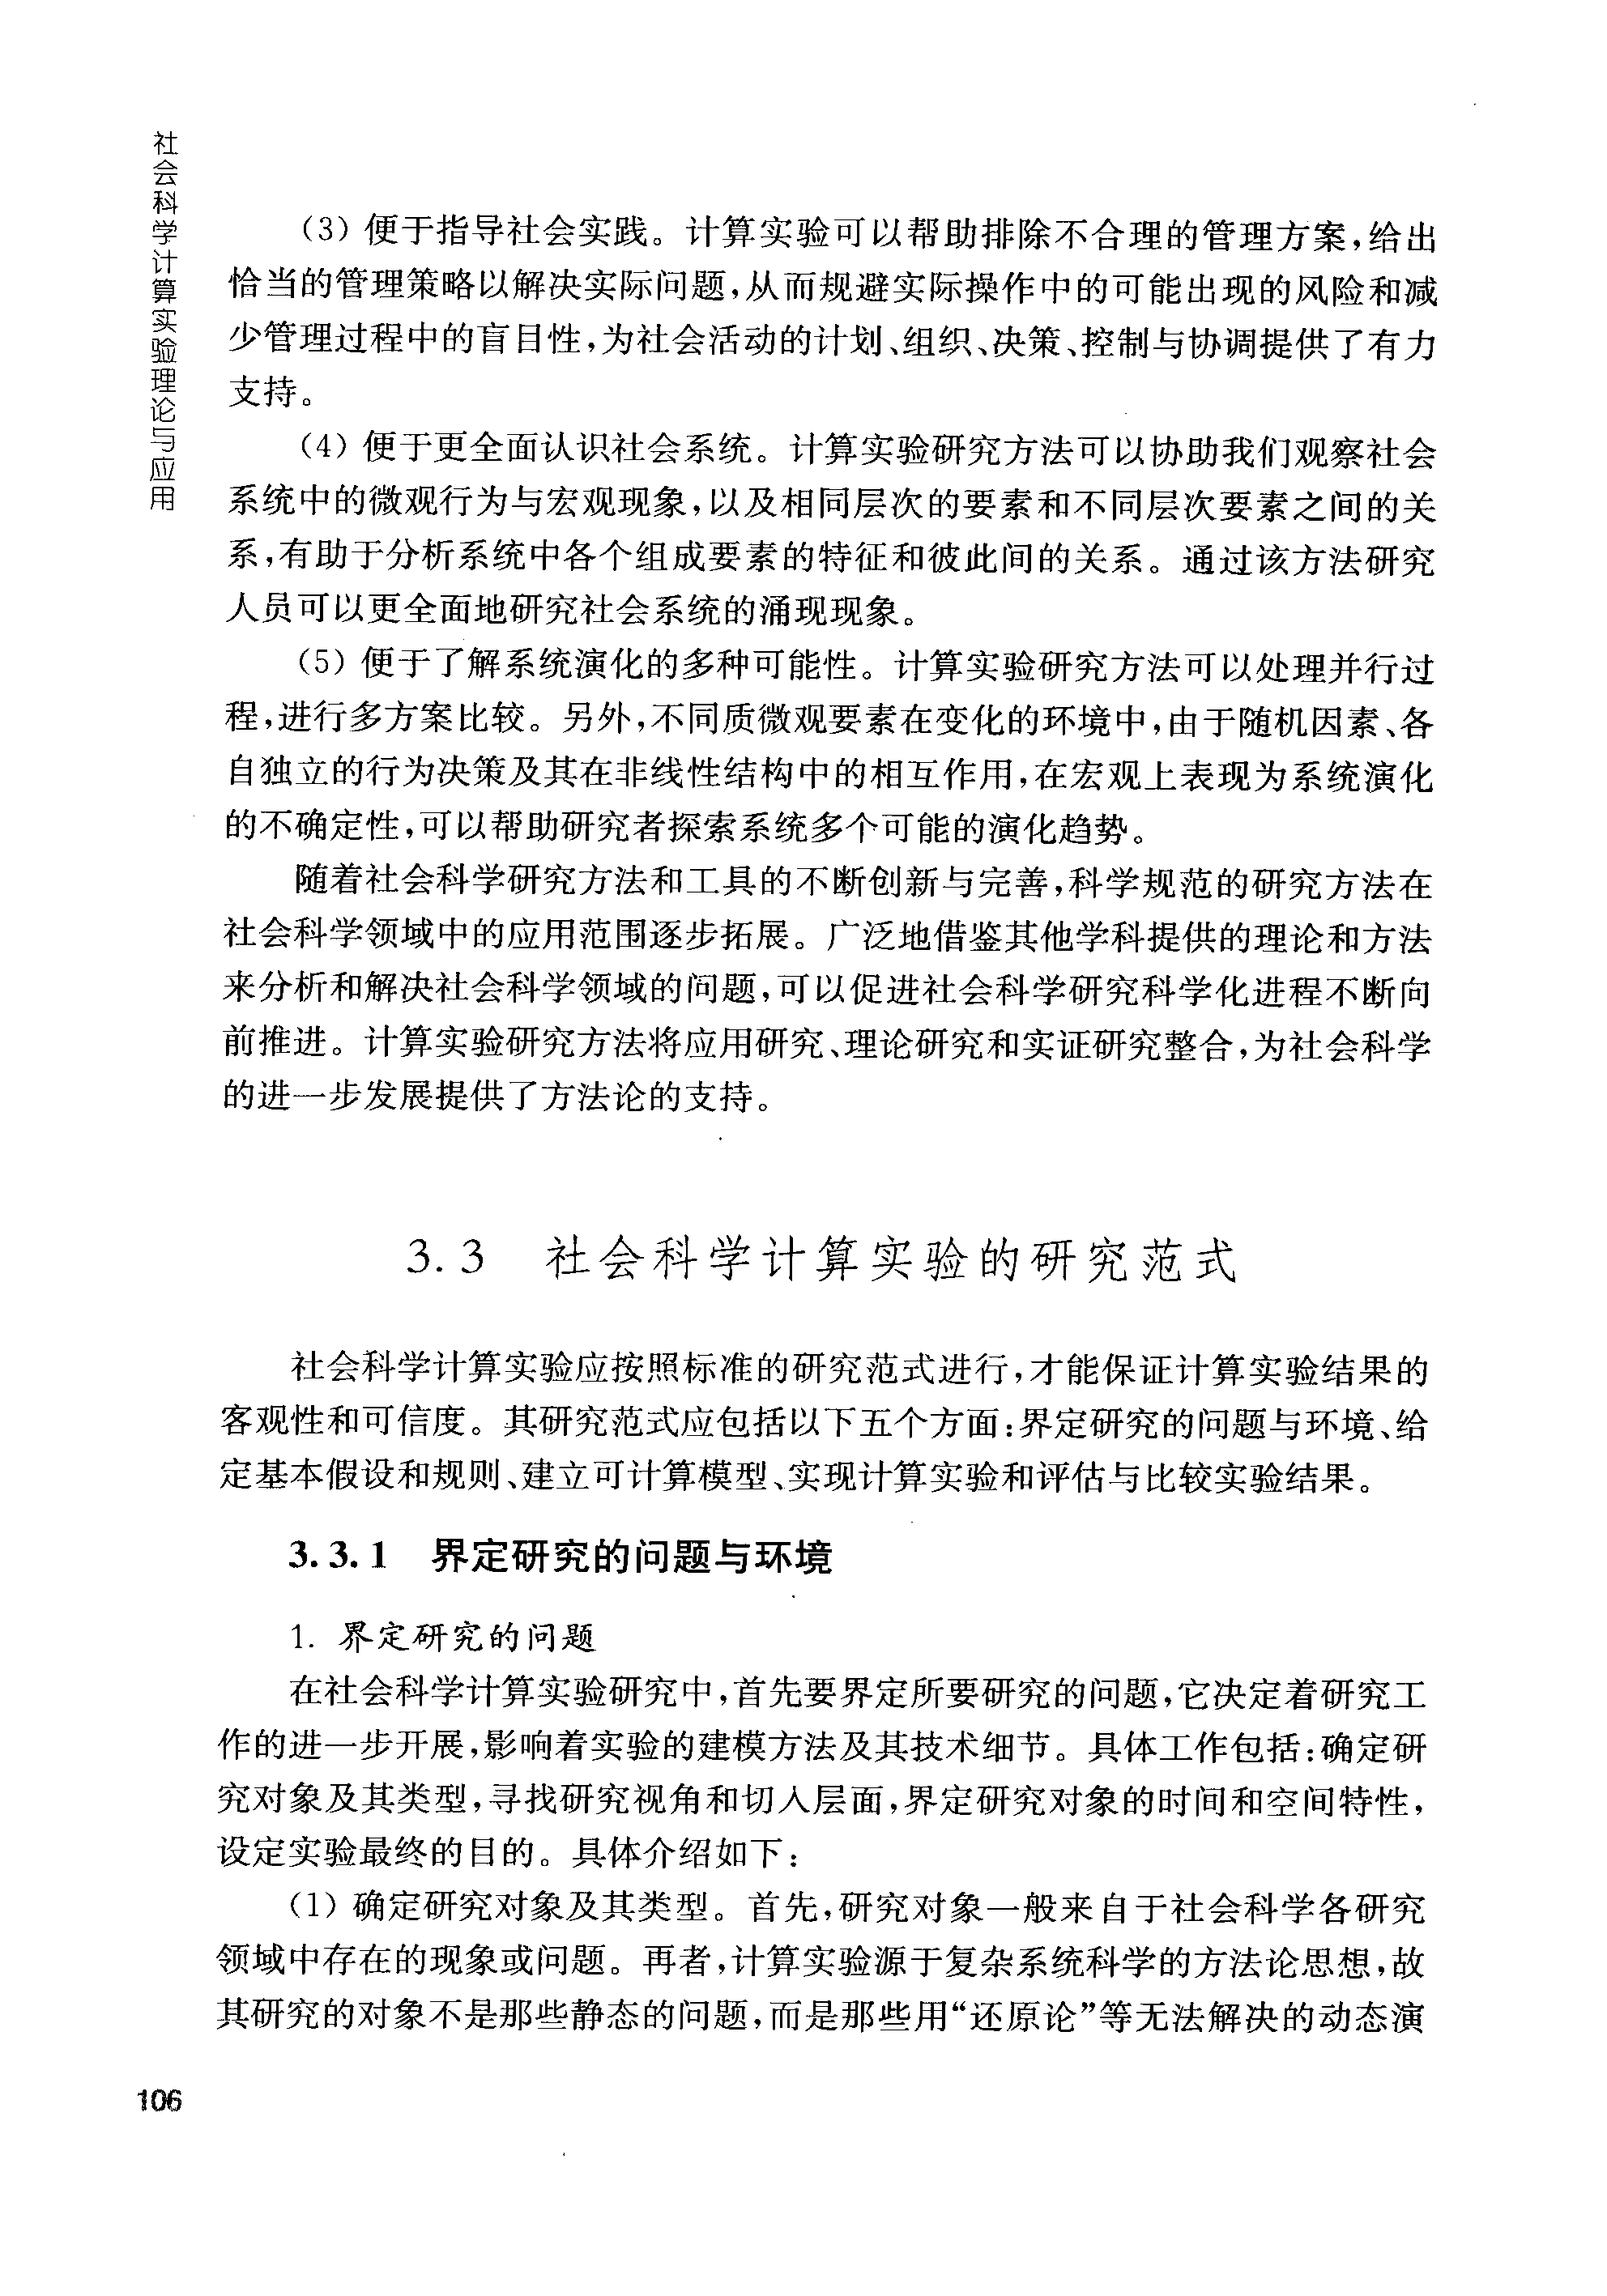 社会科学计算实验理论与应用
(3) 便于指导社会实践。计算实验可以帮助排除不合理的管理方案,给出
恰当的管理策略以解决实际问题,从而规避实际操作中的可能出现的风险和减
少管理过程中的盲目性,为社会活动的计划、组织、决策、控制与协调提供了有力
支持。
(4) 便于更全面认识社会系统。计算实验研究方法可以协助我们观察社会
系统中的微观行为与宏观现象,以及相同层次的要素和不同层次要素之间的关
系,有助于分析系统中各个组成要素的特征和彼此间的关系。通过该方法研究
人员可以更全面地研究社会系统的涌现现象。
(5) 便于了解系统演化的多种可能性。计算实验研究方法可以处理并行过
程,进行多方案比较。另外,不同质微观要素在变化的环境中,由于随机因素、各
自独立的行为决策及其在非线性结构中的相互作用,在宏观上表现为系统演化
的不确定性,可以帮助研究者探索系统多个可能的演化趋势。
随着社会科学研究方法和工具的不断创新与完善,科学规范的研究方法在
社会科学领域中的应用范围逐步拓展。广泛地借鉴其他学科提供的理论和方法
来分析和解决社会科学领域的问题,可以促进社会科学研究科学化进程不断向
前推进。计算实验研究方法将应用研究、理论研究和实证研究整合,为社会科学
的进一步发展提供了方法论的支持。
3.3 社会科学计算实验的研究范式
社会科学计算实验应按照标准的研究范式进行,才能保证计算实验结果的
客观性和可信度。其研究范式应包括以下五个方面:界定研究的问题与环境、给
定基本假设和规则、建立可计算模型、实现计算实验和评估与比较实验结果。
3.3.1 界定研究的问题与环境
1. 界定研究的问题
在社会科学计算实验研究中,首先要界定所要研究的问题,它决定着研究工
作的进一步开展,影响着实验的建模方法及其技术细节。具体工作包括:确定研
究对象及其类型,寻找研究视角和切入层面,界定研究对象的时间和空间特性,
设定实验最终的目的。具体介绍如下:
(1) 确定研究对象及其类型。首先,研究对象一般来自于社会科学各研究
领域中存在的现象或问题。再者,计算实验源于复杂系统科学的方法论思想,故
其研究的对象不是那些静态的问题,而是那些用“还原论”等无法解决的动态演
106